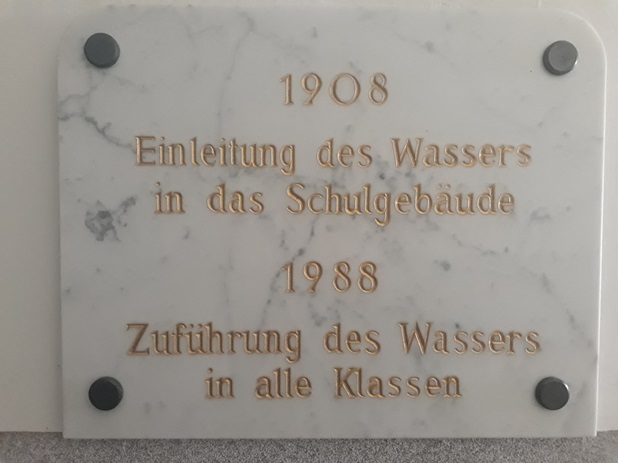 1908
Einleitung des Wassers
in das Schulgebäude
1988
Zuführung des Wassers
in alle Klassen